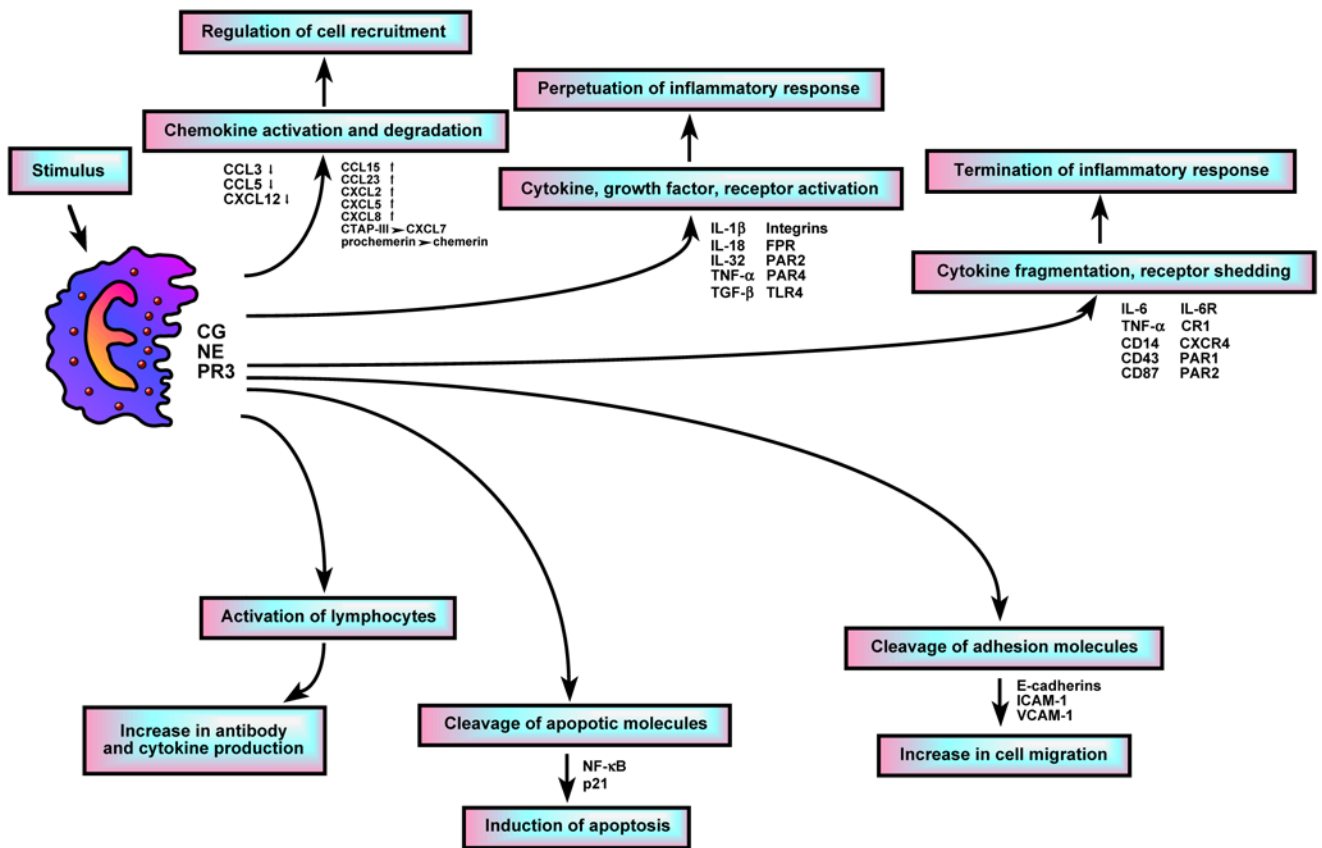 Regulation of cell recruitment
Chemokine activation and degradation
CCL3 ↓
CCL5 ↓
CXCL12 ↓
CCL15 ↑
CCL23 ↑
CXCL2 ↑
CXCL5 ↑
CXCL8 ↑
CTAP-III ➤ CXCL7
prochemerin ➤ chemerin
Stimulus
CG
NE
PR3
Perpetuation of inflammatory response
Cytokine, growth factor, receptor activation
IL-1β Integrins
IL-18 FPR
IL-32 PAR2
TNF-α PAR4
TGF-β TLR4
Termination of inflammatory response
Cytokine fragmentation, receptor shedding
IL-6 IL-6R
TNF-α CR1
CD14 CXCR4
CD43 PAR1
CD87 PAR2
Activation of lymphocytes
Increase in antibody
and cytokine production
Cleavage of apopotic molecules
NF-κB
p21
Induction of apoptosis
Cleavage of adhesion molecules
E-cadherins
ICAM-1
VCAM-1
Increase in cell migration